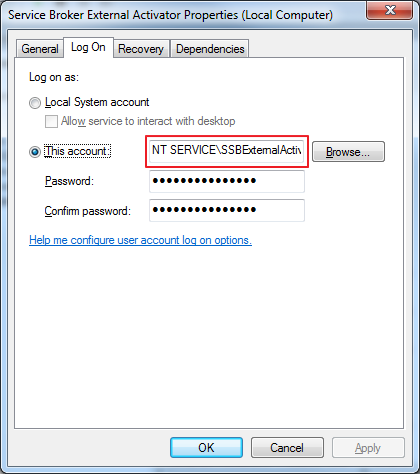 Service Broker External Activator Properties (Local Computer)
General Log On Recovery Dependencies
Log on as:
Local System account
Allow service to interact with desktop
This account: NT SERVICE\SSBExternalActiv Browse...
Password: •••••••••••••••
Confirm password: •••••••••••••••
Help me configure user account log on options.
OK Cancel Apply